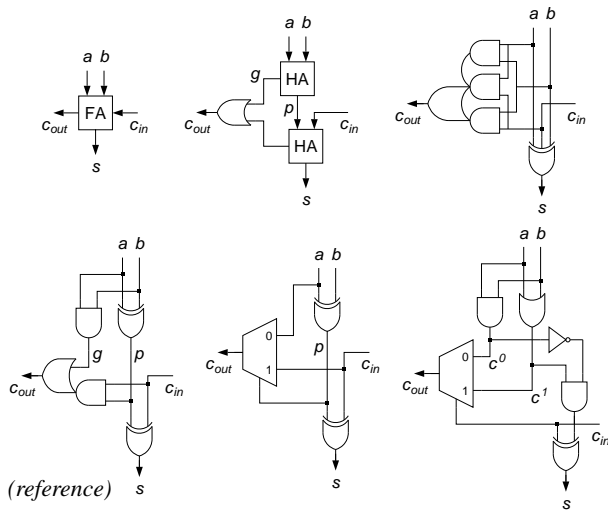 a b
FA
c_out
c_in
s
a b
g
HA
p
HA
c_out
c_in
s
a b
c_out
c_in
s
a b
g
p
c_out
c_in
s
(reference)
a b
0
p
1
c_out
c_in
s
a b
0
c^0
1
c^1
c_out
c_in
s